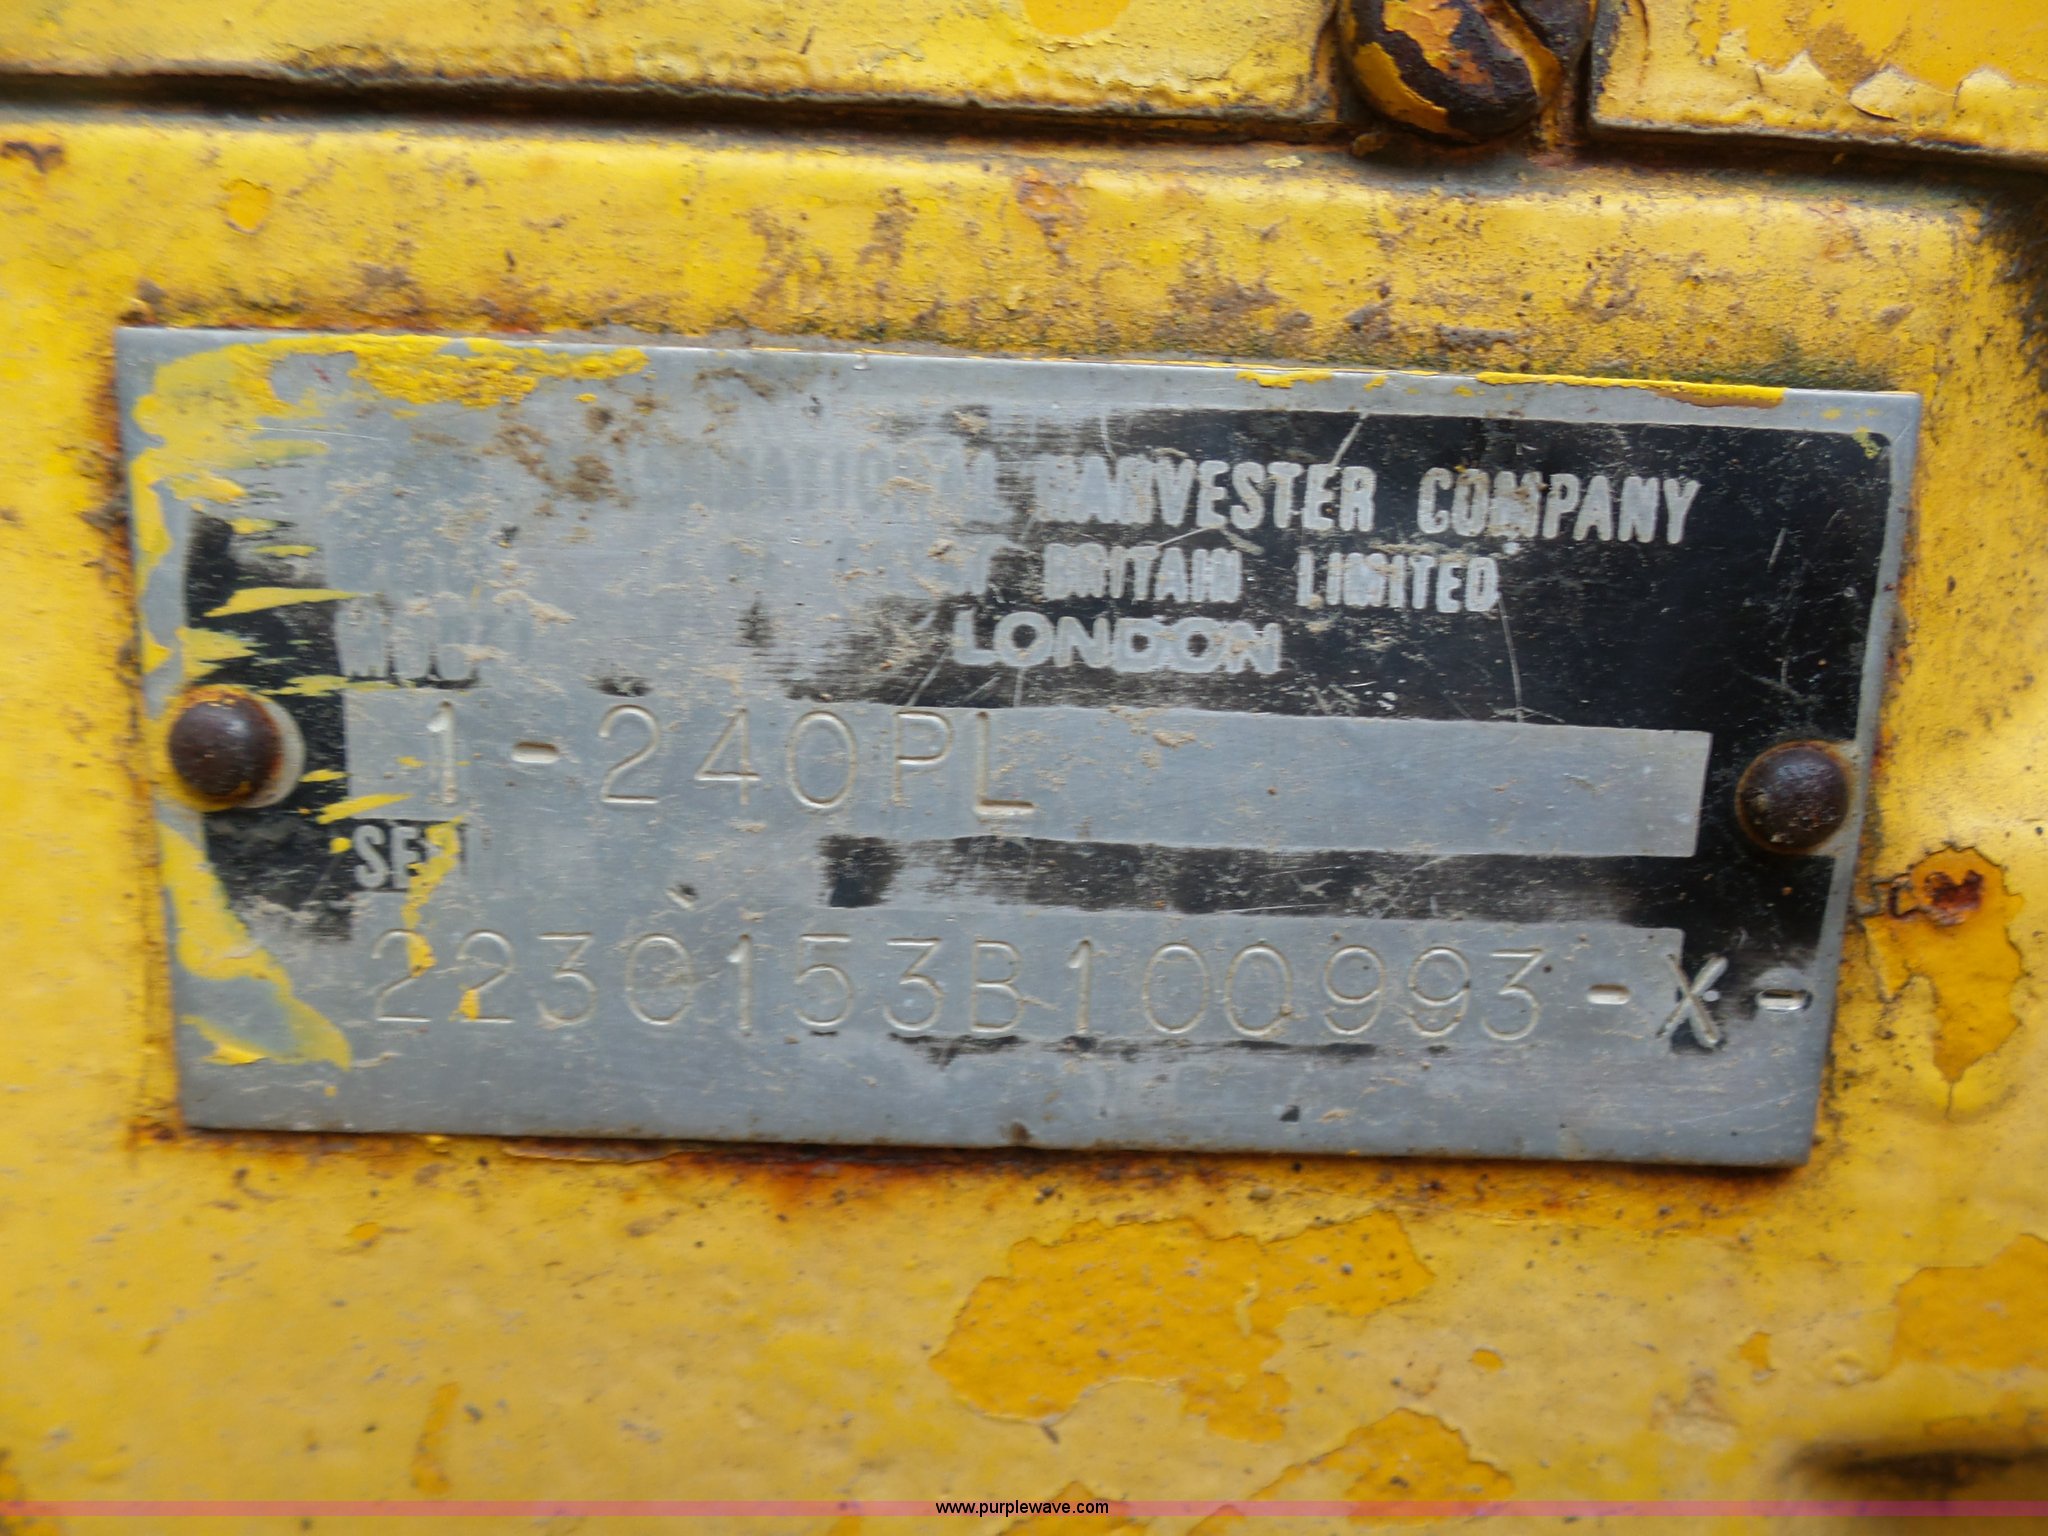 HARVESTER COMPANY
BRITAIN LIMITED
LONDON
1-240PL
2230153B100993-X-
www.purplewave.com